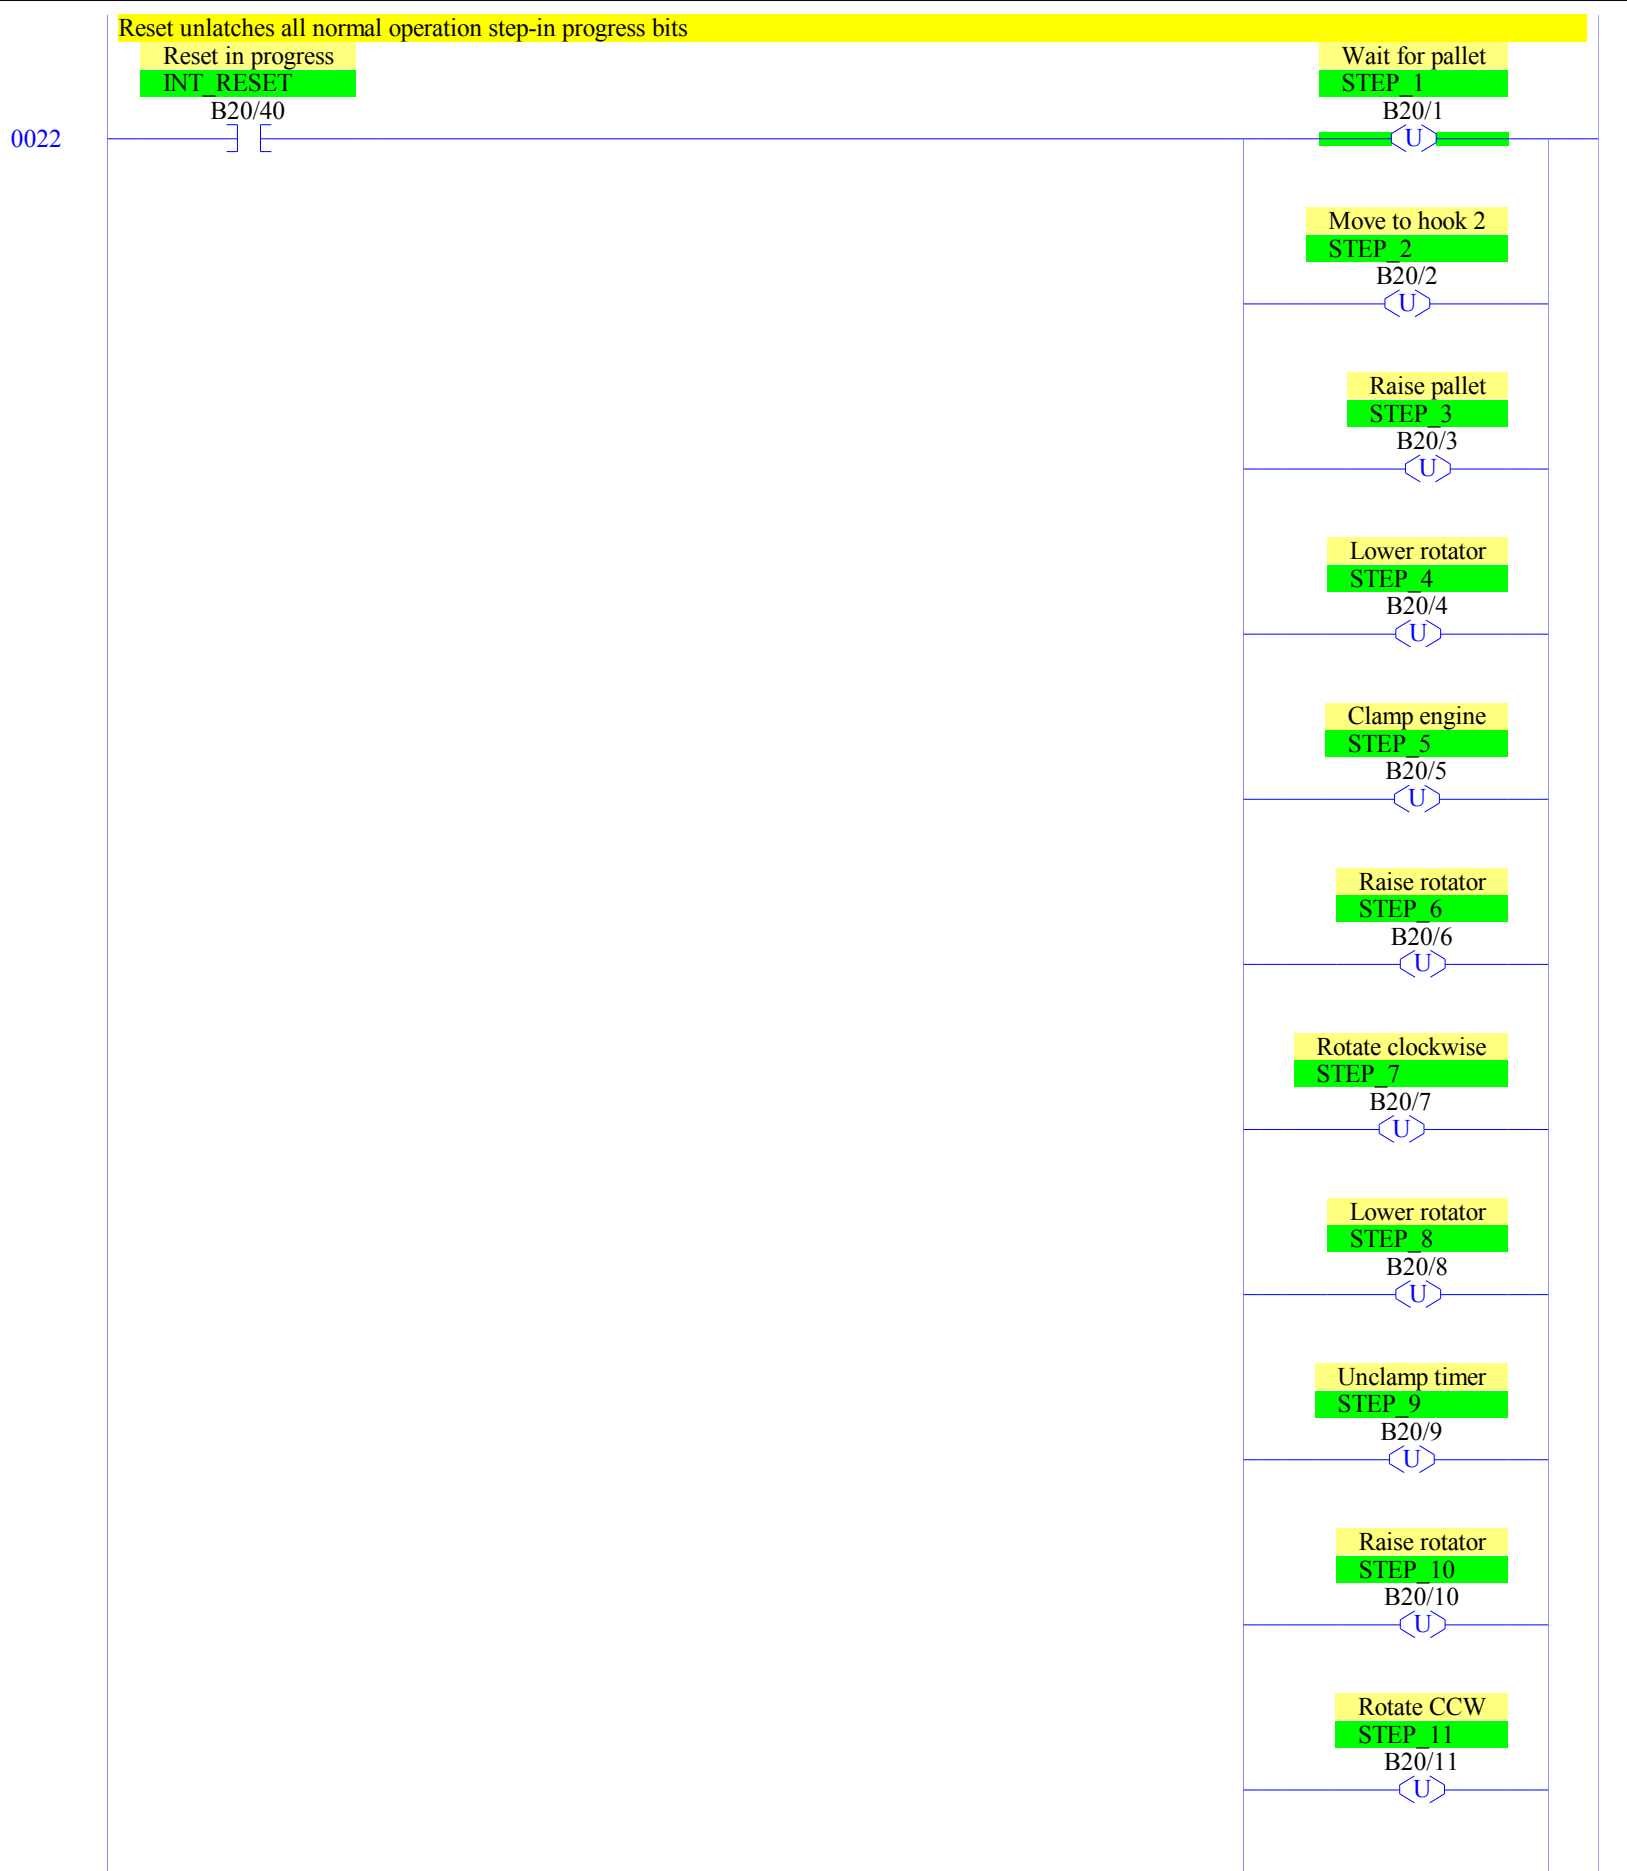 Reset unlatches all normal operation step-in progress bits
Reset in progress
INT_RESET
B20/40
0022
Wait for pallet
STEP_1
B20/1
U
Move to hook 2
STEP_2
B20/2
U
Raise pallet
STEP_3
B20/3
U
Lower rotator
STEP_4
B20/4
U
Clamp engine
STEP_5
B20/5
U
Raise rotator
STEP_6
B20/6
U
Rotate clockwise
STEP_7
B20/7
U
Lower rotator
STEP_8
B20/8
U
Unclamp timer
STEP_9
B20/9
U
Raise rotator
STEP_10
B20/10
U
Rotate CCW
STEP_11
B20/11
U